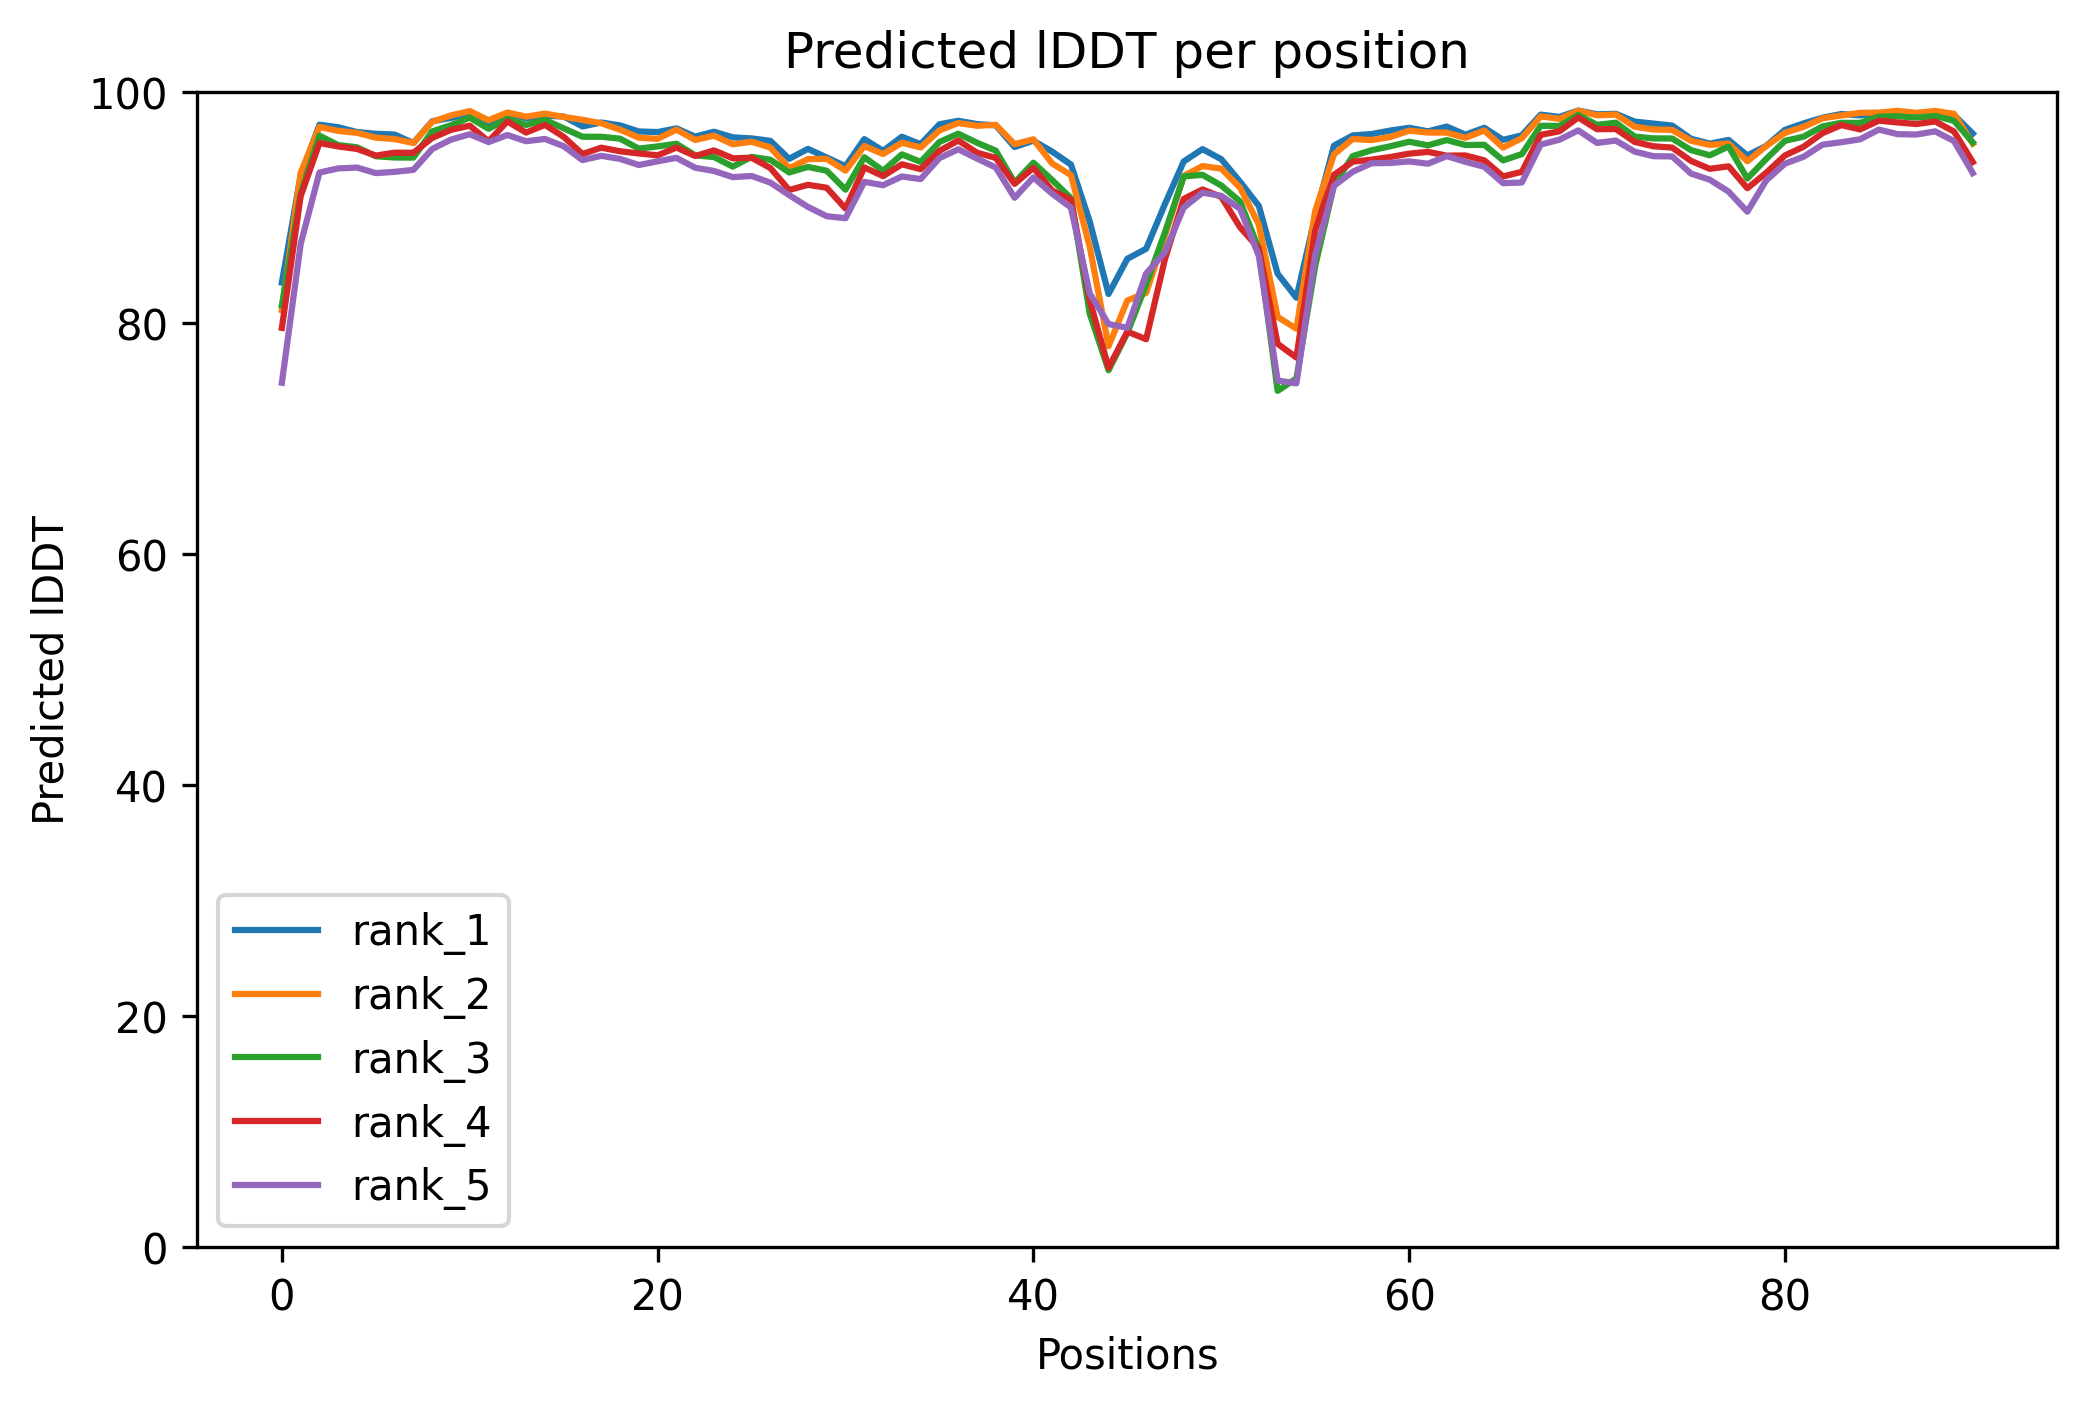 Predicted lDDT per position
100
80
60
40
20
0
Predicted lDDT
rank_1
rank_2
rank_3
rank_4
rank_5
0 20 40 60 80
Positions